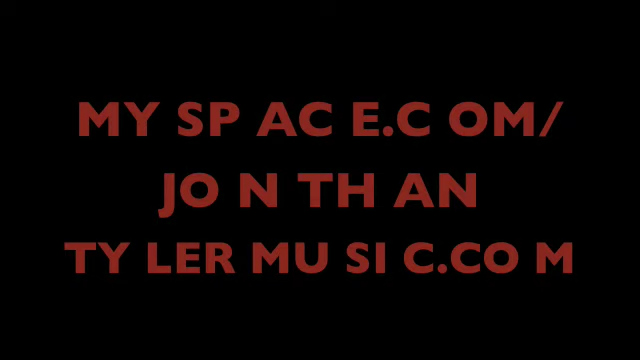 MY SP AC E.C OM/
JO N TH AN
TY LER MU SI C.CO M